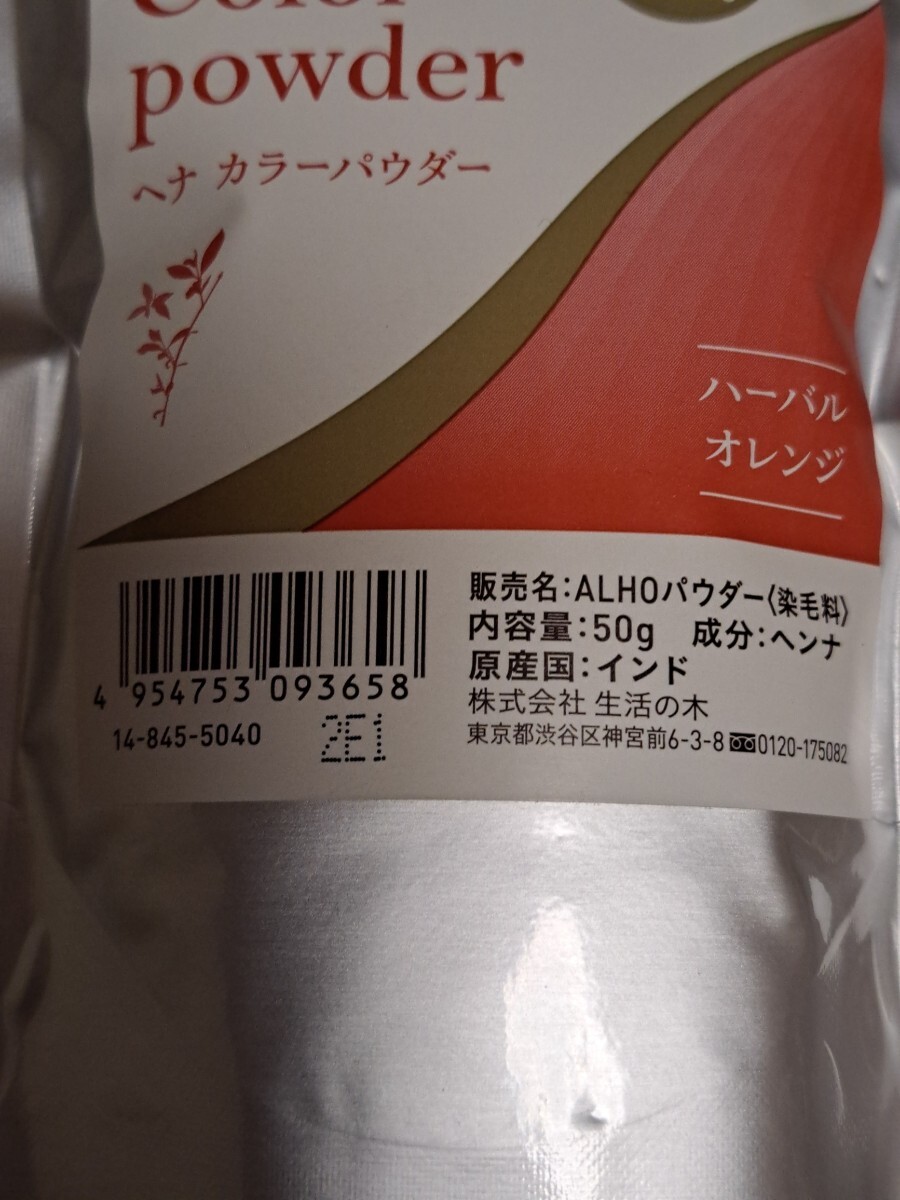 Color
powder
ヘナ カラーパウダー
ハーバル
オレンジ
販売名:ALHOパウダー〈染毛料〉
内容量:50g 成分:ヘンナ
原産国:インド
株式会社 生活の木
東京都渋谷区神宮前6-3-8 0120-175082
4 954753 093658
14-845-5040
2E1